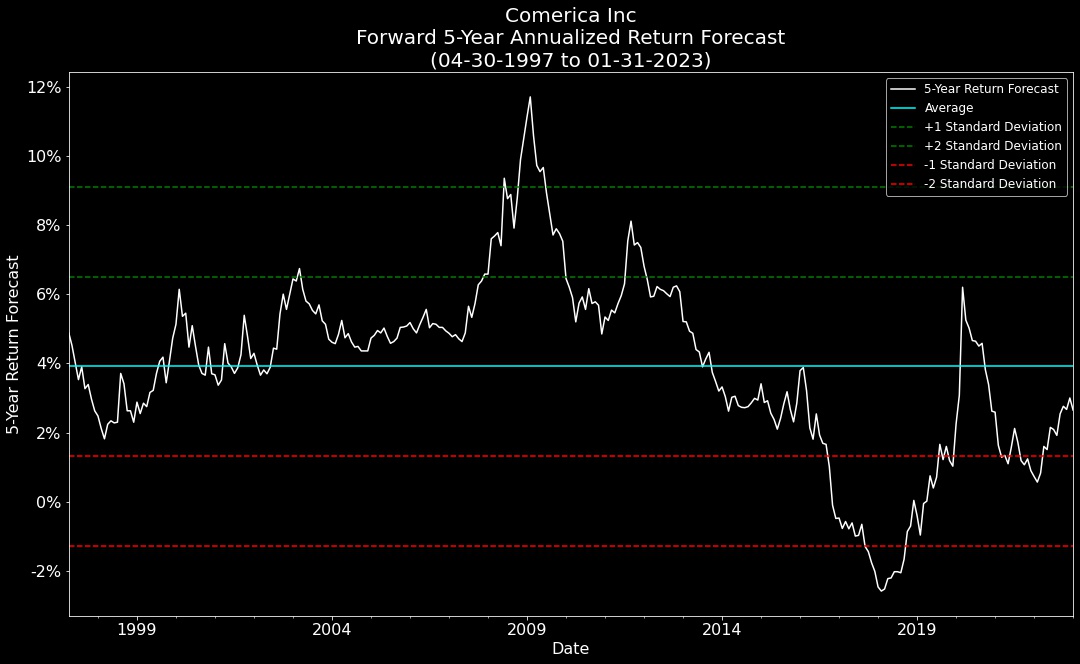 Comerica Inc
Forward 5-Year Annualized Return Forecast
(04-30-1997 to 01-31-2023)
5-Year Return Forecast
Average
+1 Standard Deviation
+2 Standard Deviation
-1 Standard Deviation
-2 Standard Deviation
5-Year Return Forecast
12%
10%
8%
6%
4%
2%
0%
-2%
1999
2004
2009
2014
2019
Date